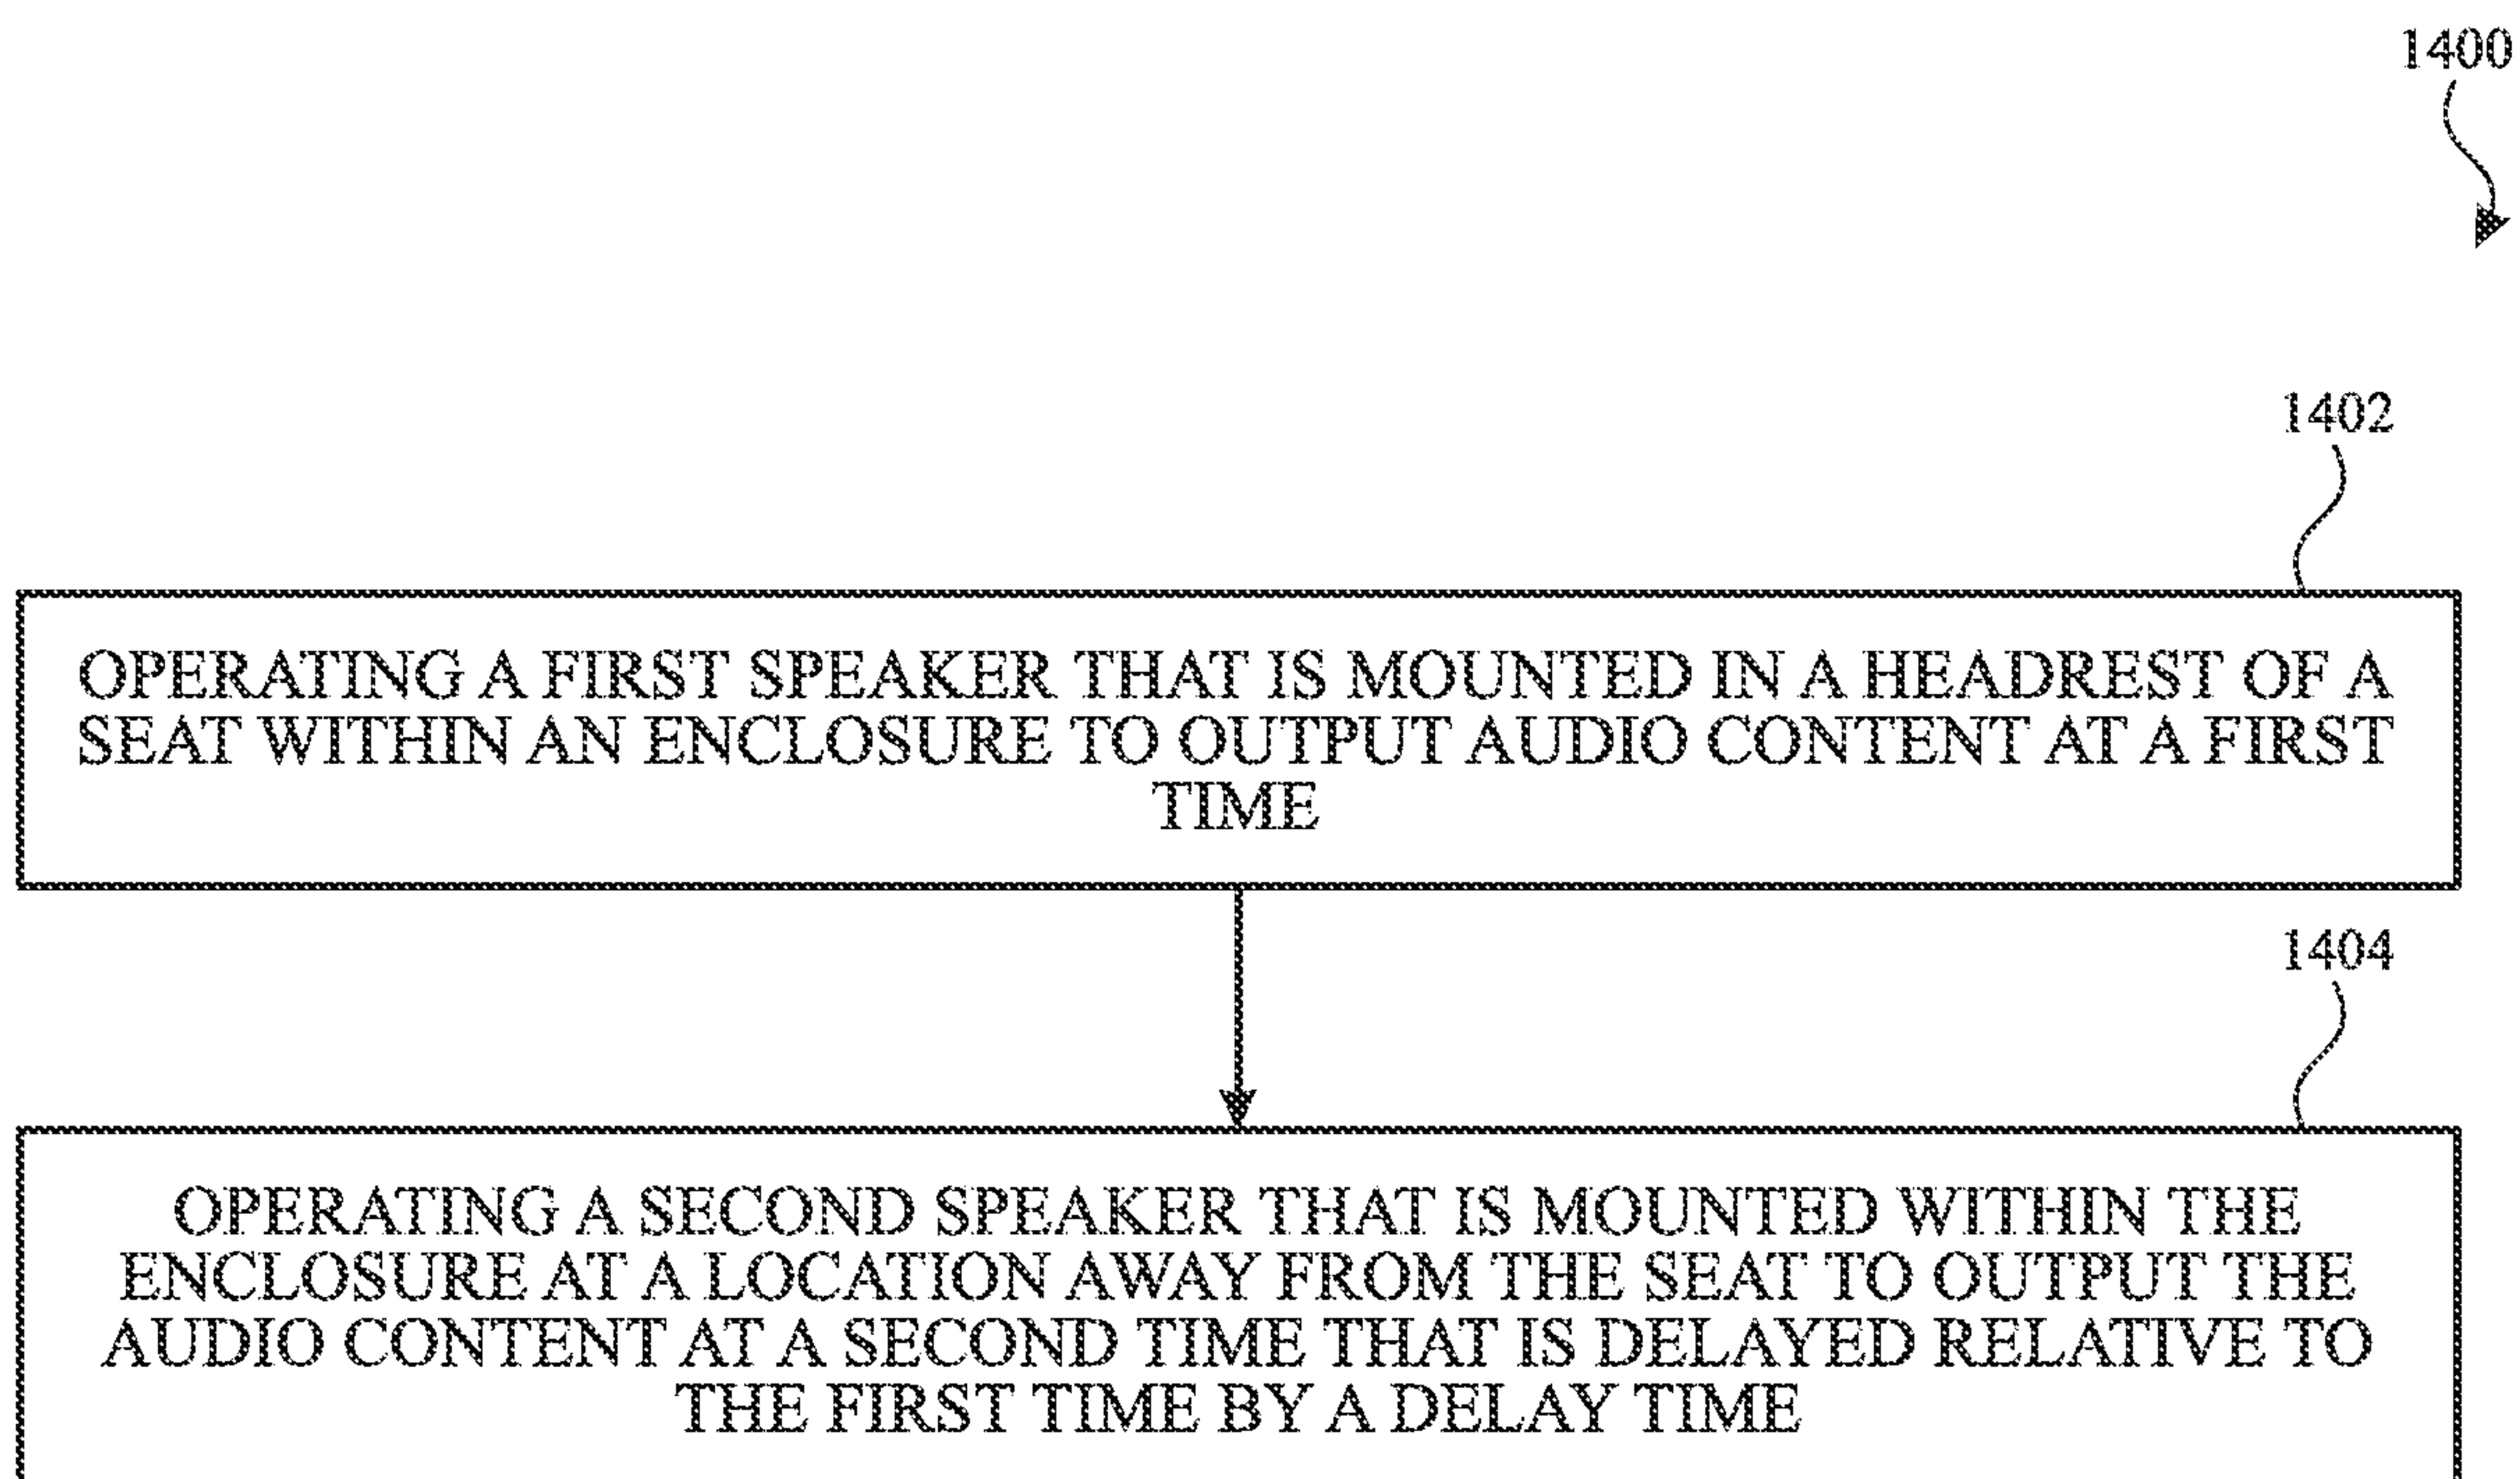 1400
1402
OPERATING A FIRST SPEAKER THAT IS MOUNTED IN A HEADREST OF A
SEAT WITHIN AN ENCLOSURE TO OUTPUT AUDIO CONTENT AT A FIRST
TIME
1404
OPERATING A SECOND SPEAKER THAT IS MOUNTED WITHIN THE
ENCLOSURE AT A LOCATION AWAY FROM THE SEAT TO OUTPUT THE
AUDIO CONTENT AT A SECOND TIME THAT IS DELAYED RELATIVE TO
THE FIRST TIME BY A DELAY TIME